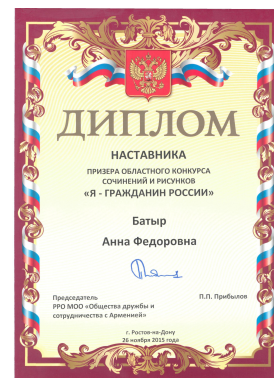 ДИПЛОМ
НАСТАВНИКА
ПРИЗЕРА ОБЛАСТНОГО КОНКУРСА
СОЧИНЕНИЙ И РИСУНКОВ
«Я - ГРАЖДАНИН РОССИИ»
Батыр
Анна Федоровна
Председатель П.П. Прибылов
РРО МОО «Общества дружбы и
сотрудничества с Арменией»
г. Ростов-на-Дону
26 ноября 2015 года